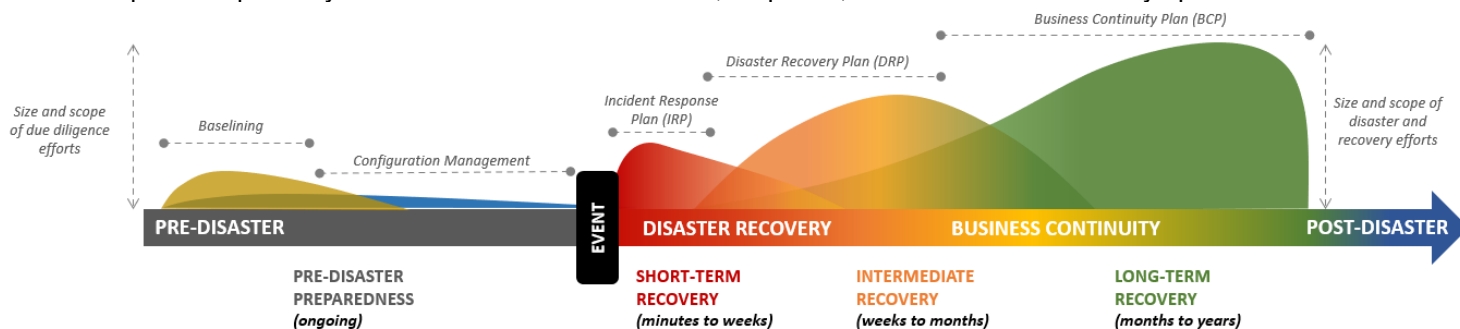 Business Continuity Plan (BCP)
Disaster Recovery Plan (DRP)
Size and scope
of due diligence
efforts
Baselining
Incident Response
Plan (IRP)
Size and scope of
disaster and
recovery efforts
Configuration Management
EVENT
PRE-DISASTER
DISASTER RECOVERY
BUSINESS CONTINUITY
POST-DISASTER
PRE-DISASTER
PREPAREDNESS
(ongoing)
SHORT-TERM
RECOVERY
(minutes to weeks)
INTERMEDIATE
RECOVERY
(weeks to months)
LONG-TERM
RECOVERY
(months to years)